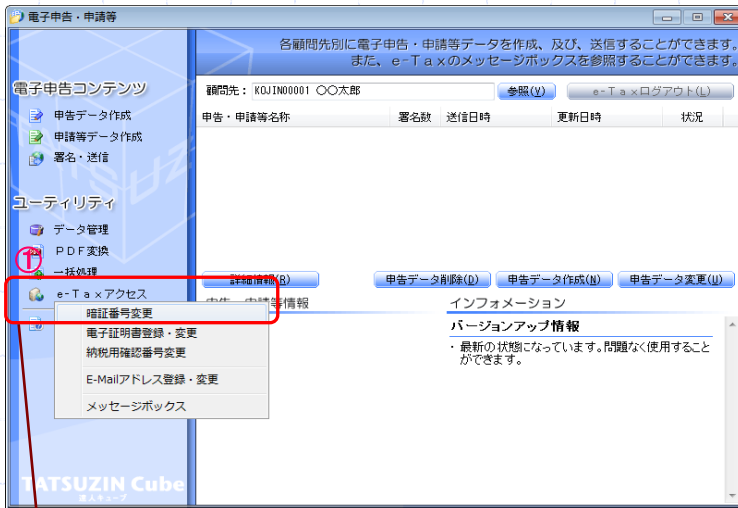 電子申告・申請等
各顧問先別に電子申告・申請等データを作成、及び、送信することができます。
また、e-Taxのメッセージボックスを参照することができます。
電子申告コンテンツ
申告データ作成
申請等データ作成
署名・送信
ユーティリティ
データ管理
PDF変換
一括処理
e-Taxアクセス
①
暗証番号変更
電子証明書登録・変更
納税用確認番号変更
E-Mailアドレス登録・変更
メッセージボックス
顧問先: KOJIN00001 〇〇太郎
参照(Y)
e-Taxログアウト(L)
申告・申請等名称 署名数 送信日時 更新日時 状況
詳細情報(R) 申告データ削除(D) 申告データ作成(N) 申告データ変更(U)
申告・申請等情報
インフォメーション
バージョンアップ情報
・最新の状態になっています。問題なく使用すること
ができます。
TATSUZIN Cube
達人キューブ